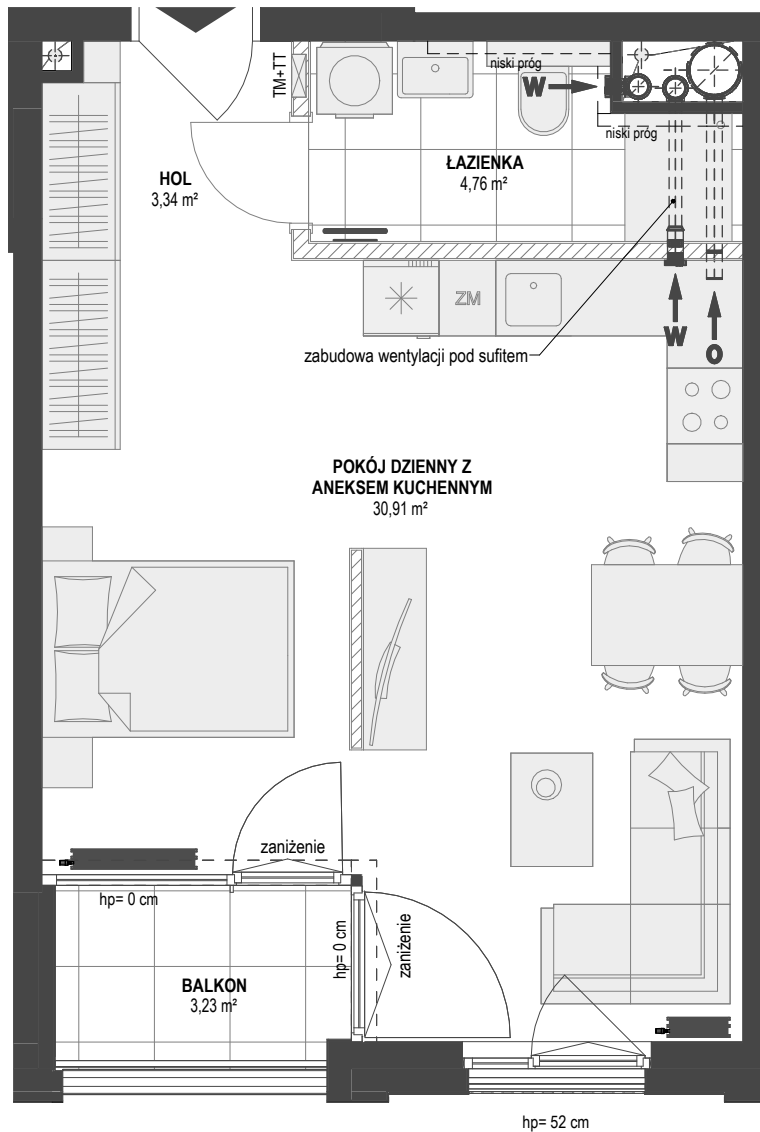 TM+TT
niski próg
W
niski próg
HOL
3,34 m²
ŁAZIENKA
4,76 m²
ZM
W
O
zabudowa wentylacji pod sufitem
POKÓJ DZIENNY Z
ANEKSEM KUCHENNYM
30,91 m²
zaniżenie
hp= 0 cm
hp= 0 cm
zaniżenie
BALKON
3,23 m²
hp= 52 cm